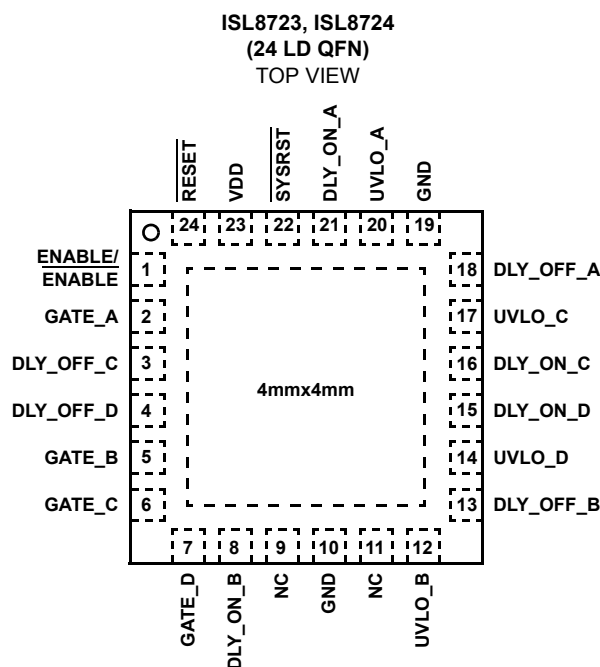 ISL8723, ISL8724
(24 LD QFN)
TOP VIEW
RESET
VDD
SYSRST
DLY_ON_A
UVLO_A
GND
24 23 22 21 20 19
ENABLE/
ENABLE
1
GATE_A 2
DLY_OFF_C 3
DLY_OFF_D 4
GATE_B 5
GATE_C 6
4mmx4mm
18 DLY_OFF_A
17 UVLO_C
16 DLY_ON_C
15 DLY_ON_D
14 UVLO_D
13 DLY_OFF_B
7 8 9 10 11 12
GATE_D
DLY_ON_B
NC
GND
NC
UVLO_B